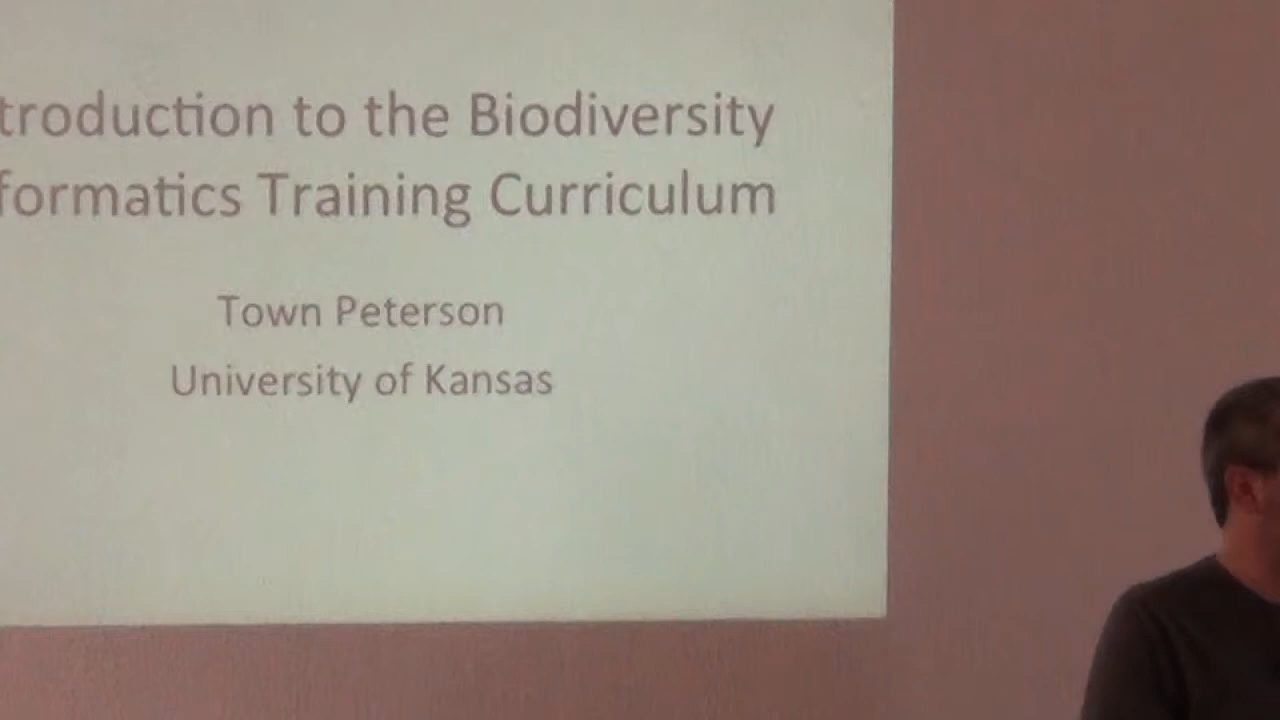 troduction to the Biodiversity
formatics Training Curriculum
Town Peterson
University of Kansas